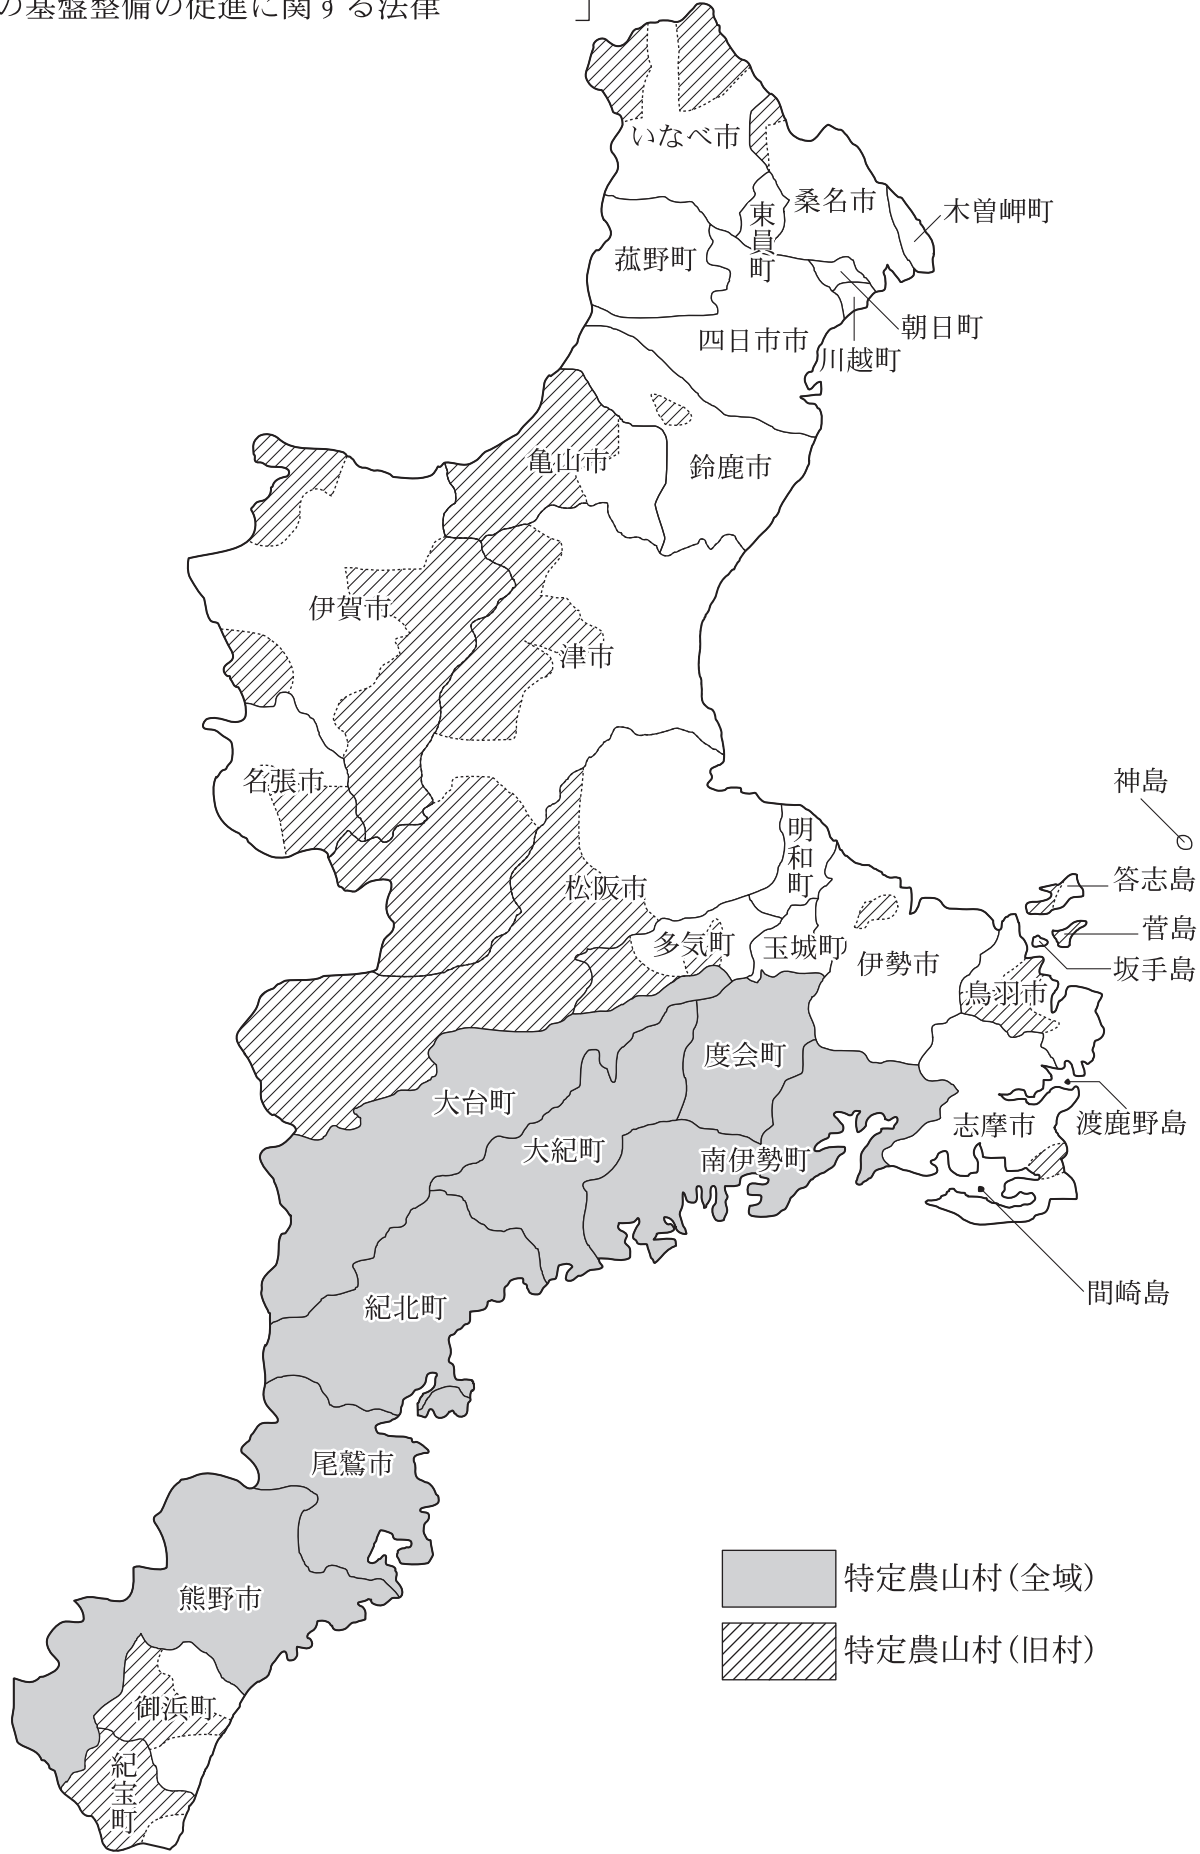 の基盤整備の促進に関する法律
」
いなべ市
桑名市
木曽岬町
東員町
菰野町
朝日町
四日市市
川越町
亀山市
鈴鹿市
伊賀市
津市
名張市
神島
明和町
答志島
松阪市
菅島
多気町
玉城町
伊勢市
坂手島
鳥羽市
度会町
大台町
志摩市
渡鹿野島
大紀町
南伊勢町
間崎島
紀北町
尾鷲市
特定農山村(全域)
熊野市
特定農山村(旧村)
御浜町
紀宝町